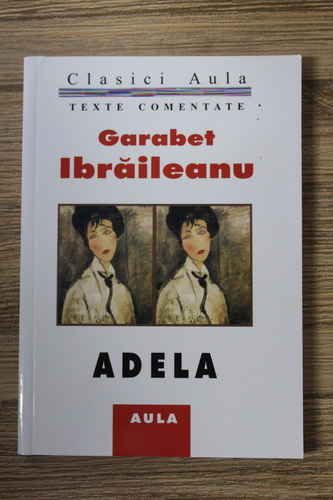 Clasici Aula
TEXTE COMENTATE
Garabet
Ibrăileanu
ADELA
AULA